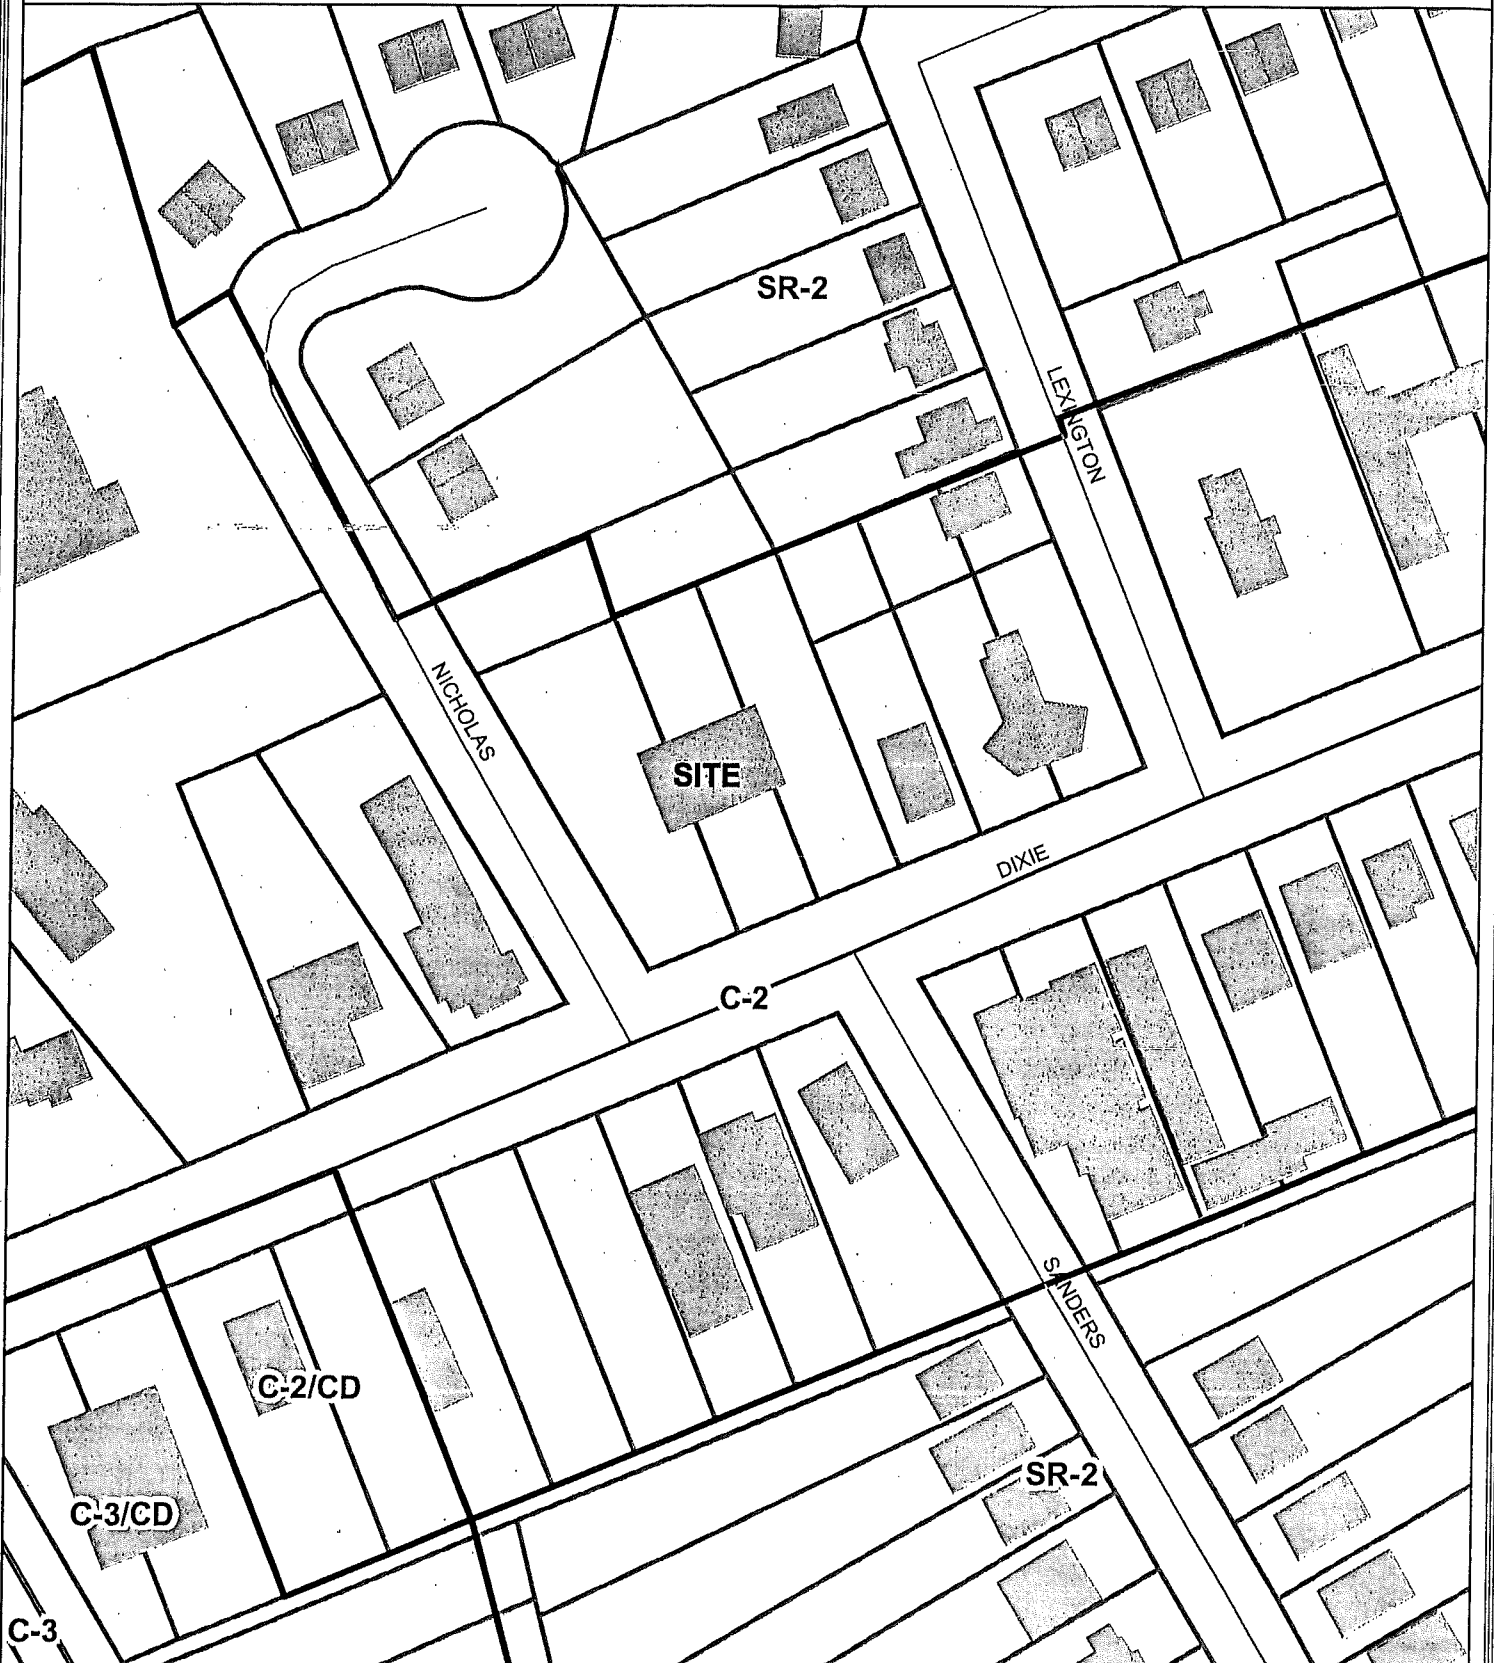 SR-2
LEXINGTON
NICHOLAS
SITE
DIXIE
C-2
SANDERS
C-2/CD
SR-2
C-3/CD
C-3